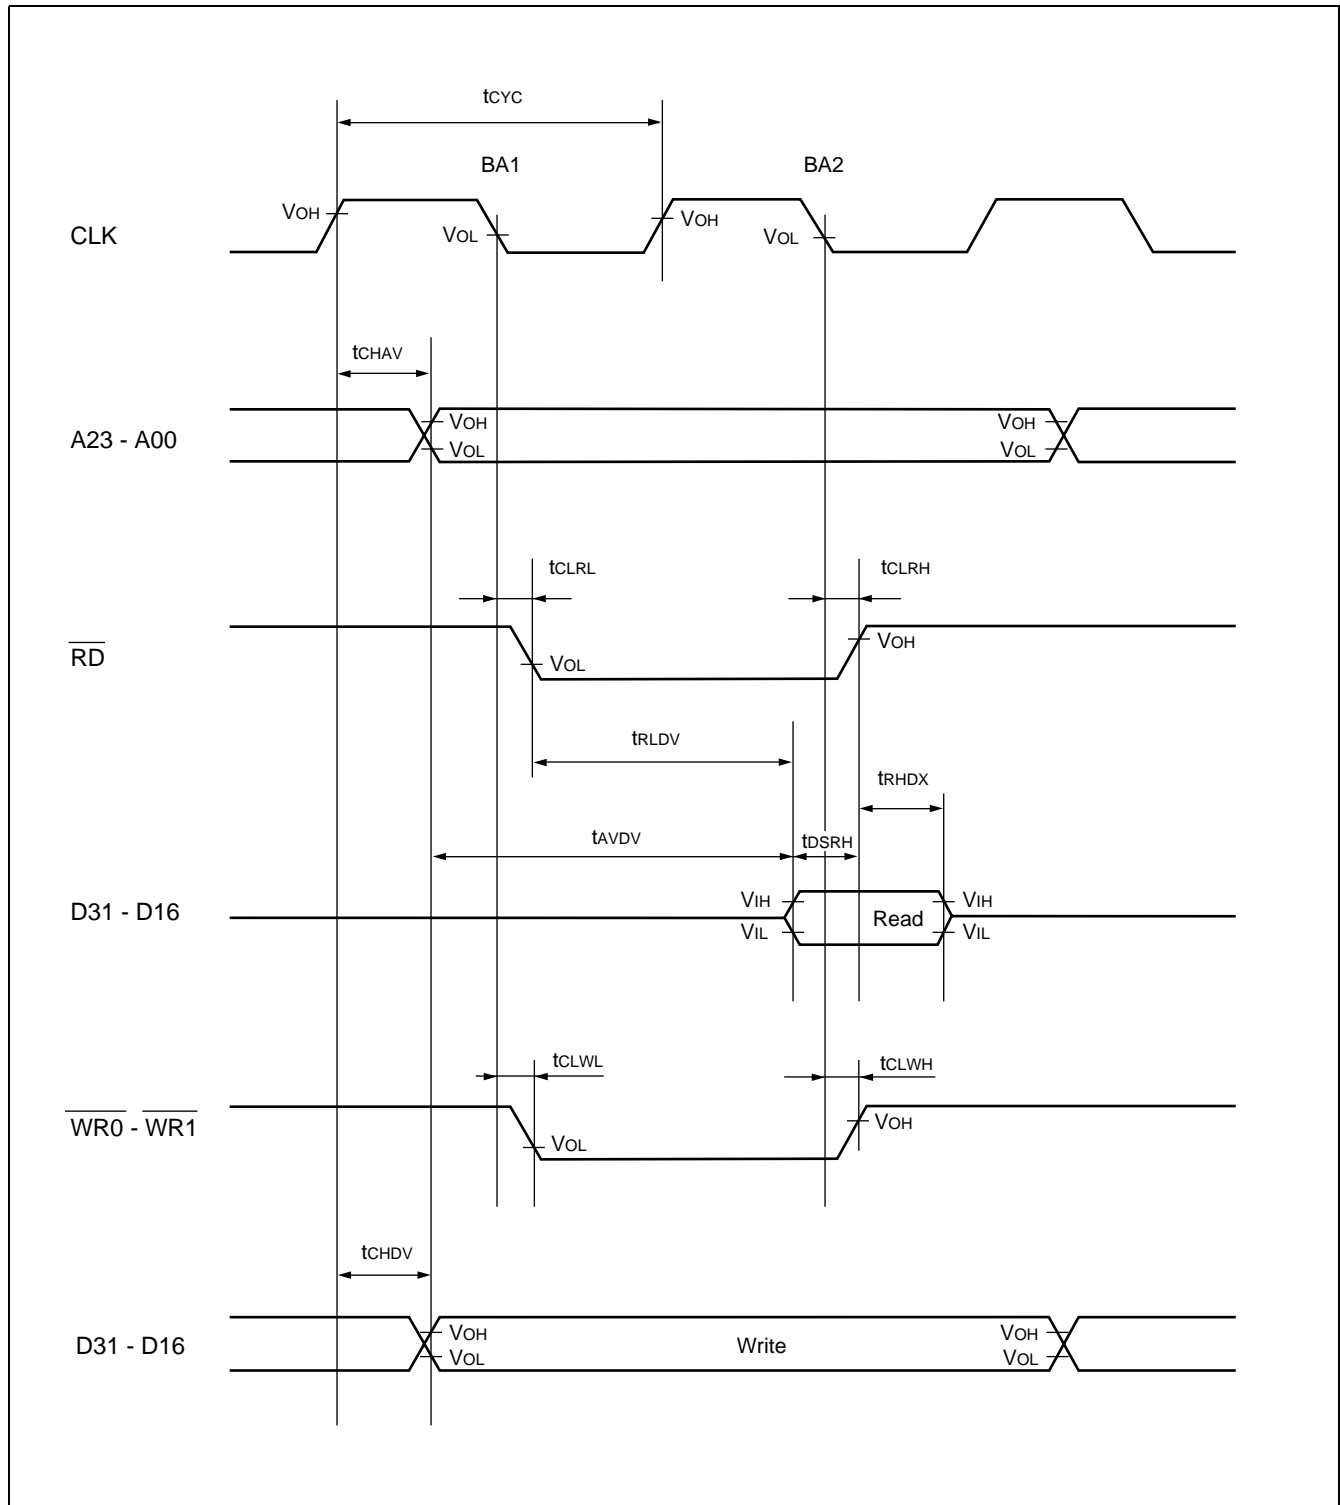 tCYC
BA1 BA2
VOH VOH
VOL VOL
CLK
tCHAV
VOH VOH
A23 - A00
VOL VOL
tCLRL tCLRH
RD
VOH
VOL
tRLDV
tRHDX
tAVDV tDSRH
VIH VIH
D31 - D16 Read
VIL VIL
tCLWL tCLWH
WR0 - WR1
VOH
VOL
tCHDV
VOH VOH
D31 - D16 Write
VOL VOL